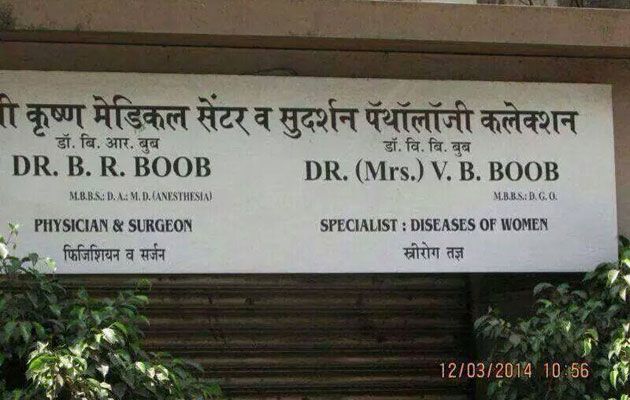 कृष्ण मेडिकल सेंटर व सुदर्शन पॅथॉलॉजी कलेक्शन
डॉ. बि. आर. बुब
DR. B. R. BOOB
M.B.B.S.; D. A.; M. D. (ANESTHESIA)
PHYSICIAN & SURGEON
फिजिशियन व सर्जन
डॉ. वि. बि. बुब
DR. (Mrs.) V. B. BOOB
M.B.B.S.: D. G. O.
SPECIALIST : DISEASES OF WOMEN
स्त्रीरोग तज्ञ
12/03/2014 10:56